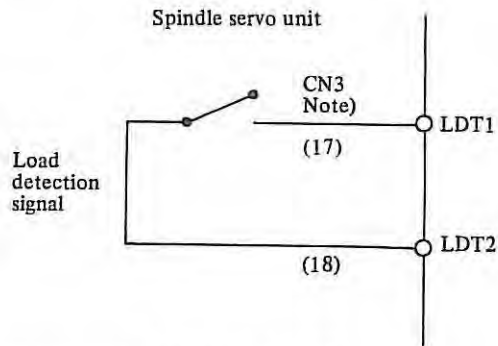 Spindle servo unit
CN3
Note)
LDT1
(17)
Load
detection
signal
LDT2
(18)